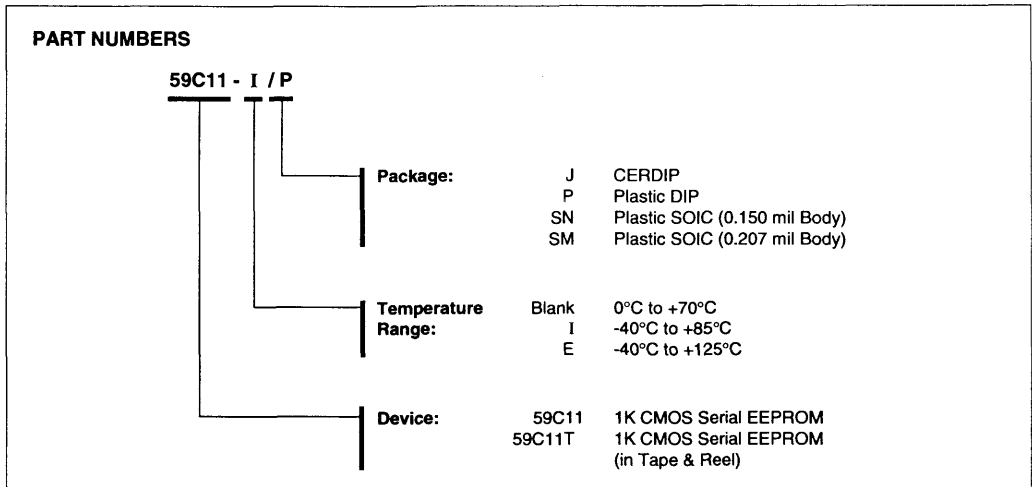 PART NUMBERS
59C11 - I / P
Package: J CERDIP
P Plastic DIP
SN Plastic SOIC (0.150 mil Body)
SM Plastic SOIC (0.207 mil Body)
Temperature Blank 0°C to +70°C
Range: I -40°C to +85°C
E -40°C to +125°C
Device: 59C11 1K CMOS Serial EEPROM
59C11T 1K CMOS Serial EEPROM
(in Tape & Reel)